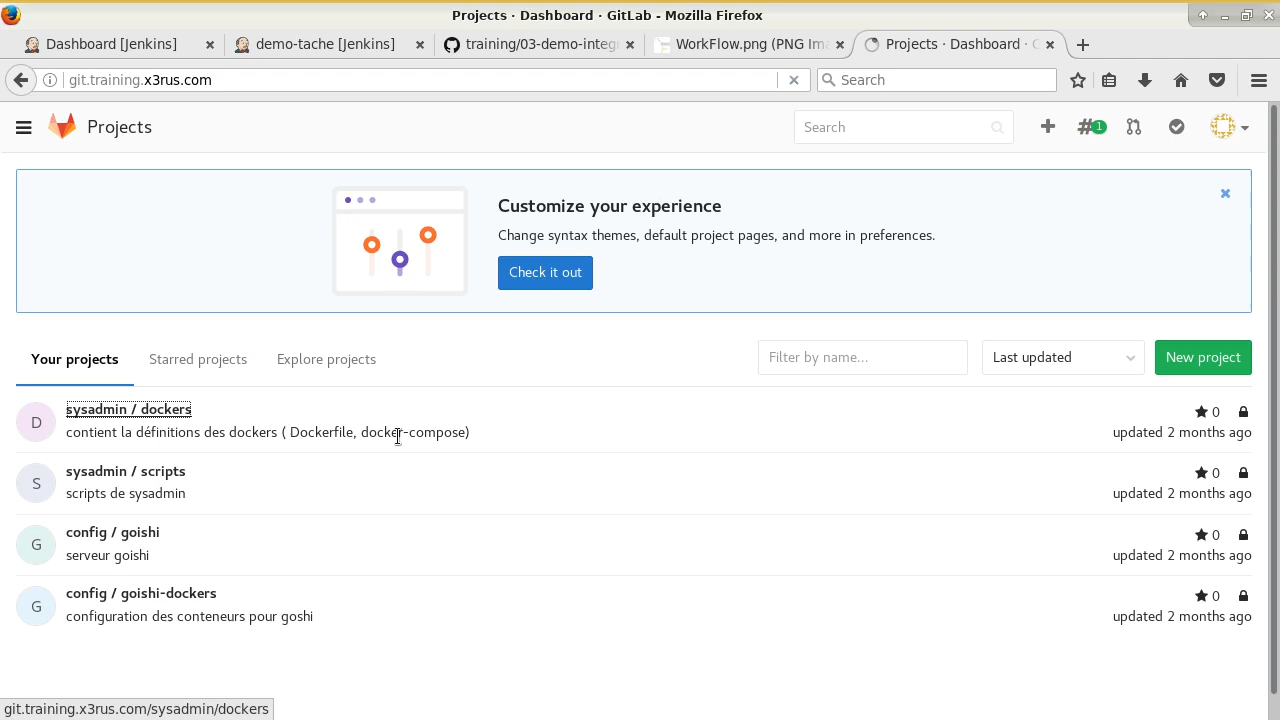 Projects · Dashboard · GitLab - Mozilla Firefox
Dashboard [Jenkins]
demo-tache [Jenkins]
training/03-demo-integ
WorkFlow.png (PNG Ima
Projects · Dashboard ·
git.training.x3rus.com
Search
Projects
Search
1
Customize your experience
Change syntax themes, default project pages, and more in preferences.
Check it out
Your projects
Starred projects
Explore projects
Filter by name...
Last updated
New project
D
sysadmin / dockers
0
contient la définitions des dockers ( Dockerfile, docker-compose)
updated 2 months ago
S
sysadmin / scripts
0
scripts de sysadmin
updated 2 months ago
G
config / goishi
0
serveur goishi
updated 2 months ago
G
config / goishi-dockers
0
configuration des conteneurs pour goshi
updated 2 months ago
git.training.x3rus.com/sysadmin/dockers